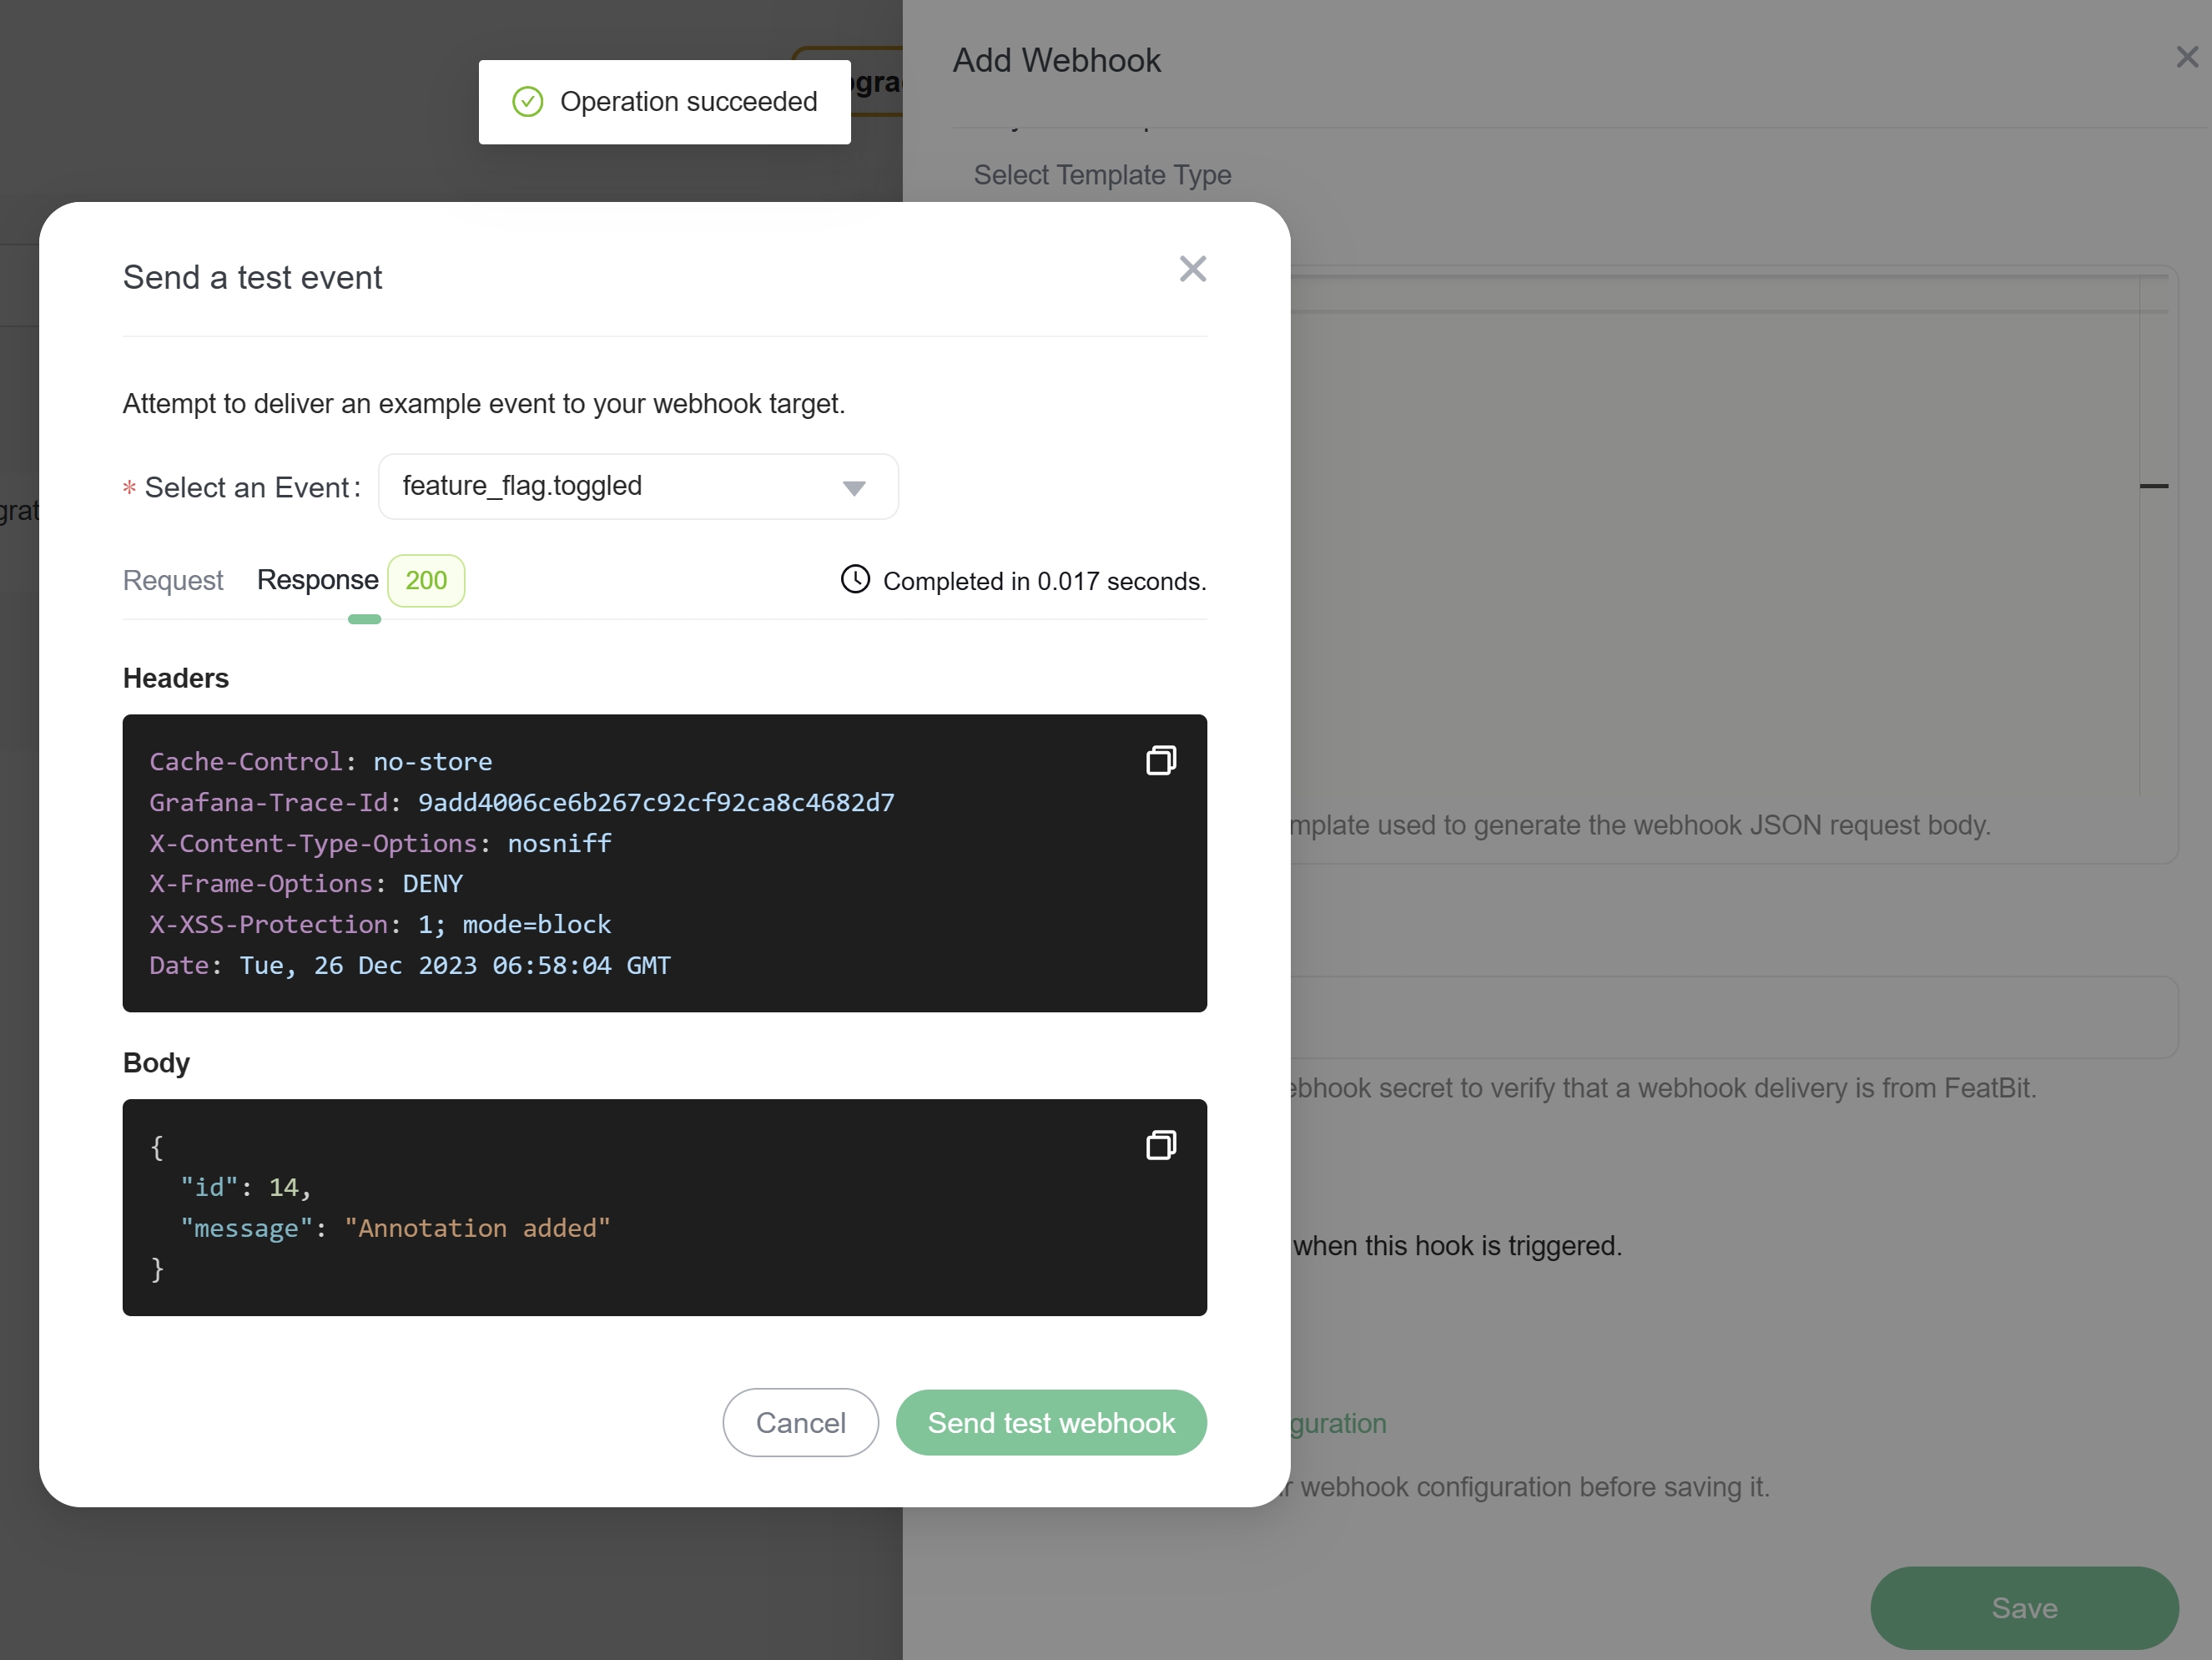 Add Webhook
Operation succeeded
Select Template Type
Send a test event
Attempt to deliver an example event to your webhook target.
* Select an Event: feature_flag.toggled
Request Response 200 Completed in 0.017 seconds.
Headers
Cache-Control: no-store
Grafana-Trace-Id: 9add4006ce6b267c92cf92ca8c4682d7
X-Content-Type-Options: nosniff
X-Frame-Options: DENY
X-XSS-Protection: 1; mode=block
Date: Tue, 26 Dec 2023 06:58:04 GMT
Body
{
"id": 14,
"message": "Annotation added"
}
Cancel Send test webhook
mplate used to generate the webhook JSON request body.
ebhook secret to verify that a webhook delivery is from FeatBit.
when this hook is triggered.
guration
r webhook configuration before saving it.
Save